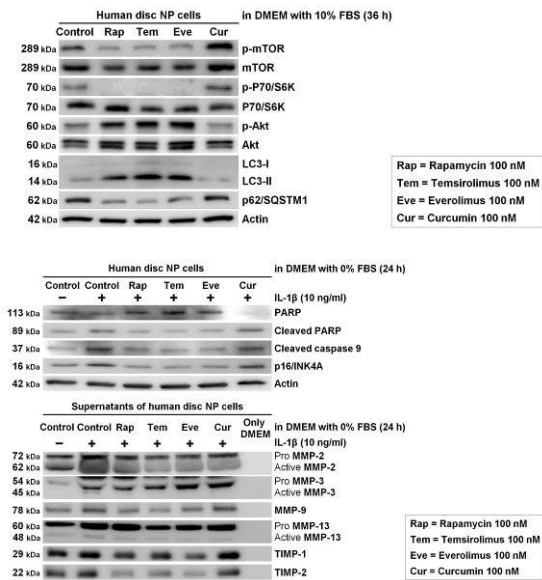 Human disc NP cells in DMEM with 10% FBS (36 h)
Control Rap Tem Eve Cur
289 kDa p-mTOR
289 kDa mTOR
70 kDa p-P70/S6K
70 kDa P70/S6K
60 kDa p-Akt
60 kDa Akt
16 kDa LC3-I
14 kDa LC3-II
62 kDa p62/SQSTM1
42 kDa Actin
Rap = Rapamycin 100 nM
Tem = Temsirolimus 100 nM
Eve = Everolimus 100 nM
Cur = Curcumin 100 nM
Human disc NP cells in DMEM with 0% FBS (24 h)
Control Control Rap Tem Eve Cur
– + + + + + IL-1β (10 ng/ml)
113 kDa PARP
89 kDa Cleaved PARP
37 kDa Cleaved caspase 9
16 kDa p16/INK4A
42 kDa Actin
Supernatants of human disc NP cells Only DMEM
Control Control Rap Tem Eve Cur in DMEM with 0% FBS (24 h)
– + + + + + IL-1β (10 ng/ml)
72 kDa Pro MMP-2
62 kDa Active MMP-2
54 kDa Pro MMP-3
45 kDa Active MMP-3
78 kDa MMP-9
60 kDa Pro MMP-13
48 kDa Active MMP-13
29 kDa TIMP-1
22 kDa TIMP-2
Rap = Rapamycin 100 nM
Tem = Temsirolimus 100 nM
Eve = Everolimus 100 nM
Cur = Curcumin 100 nM